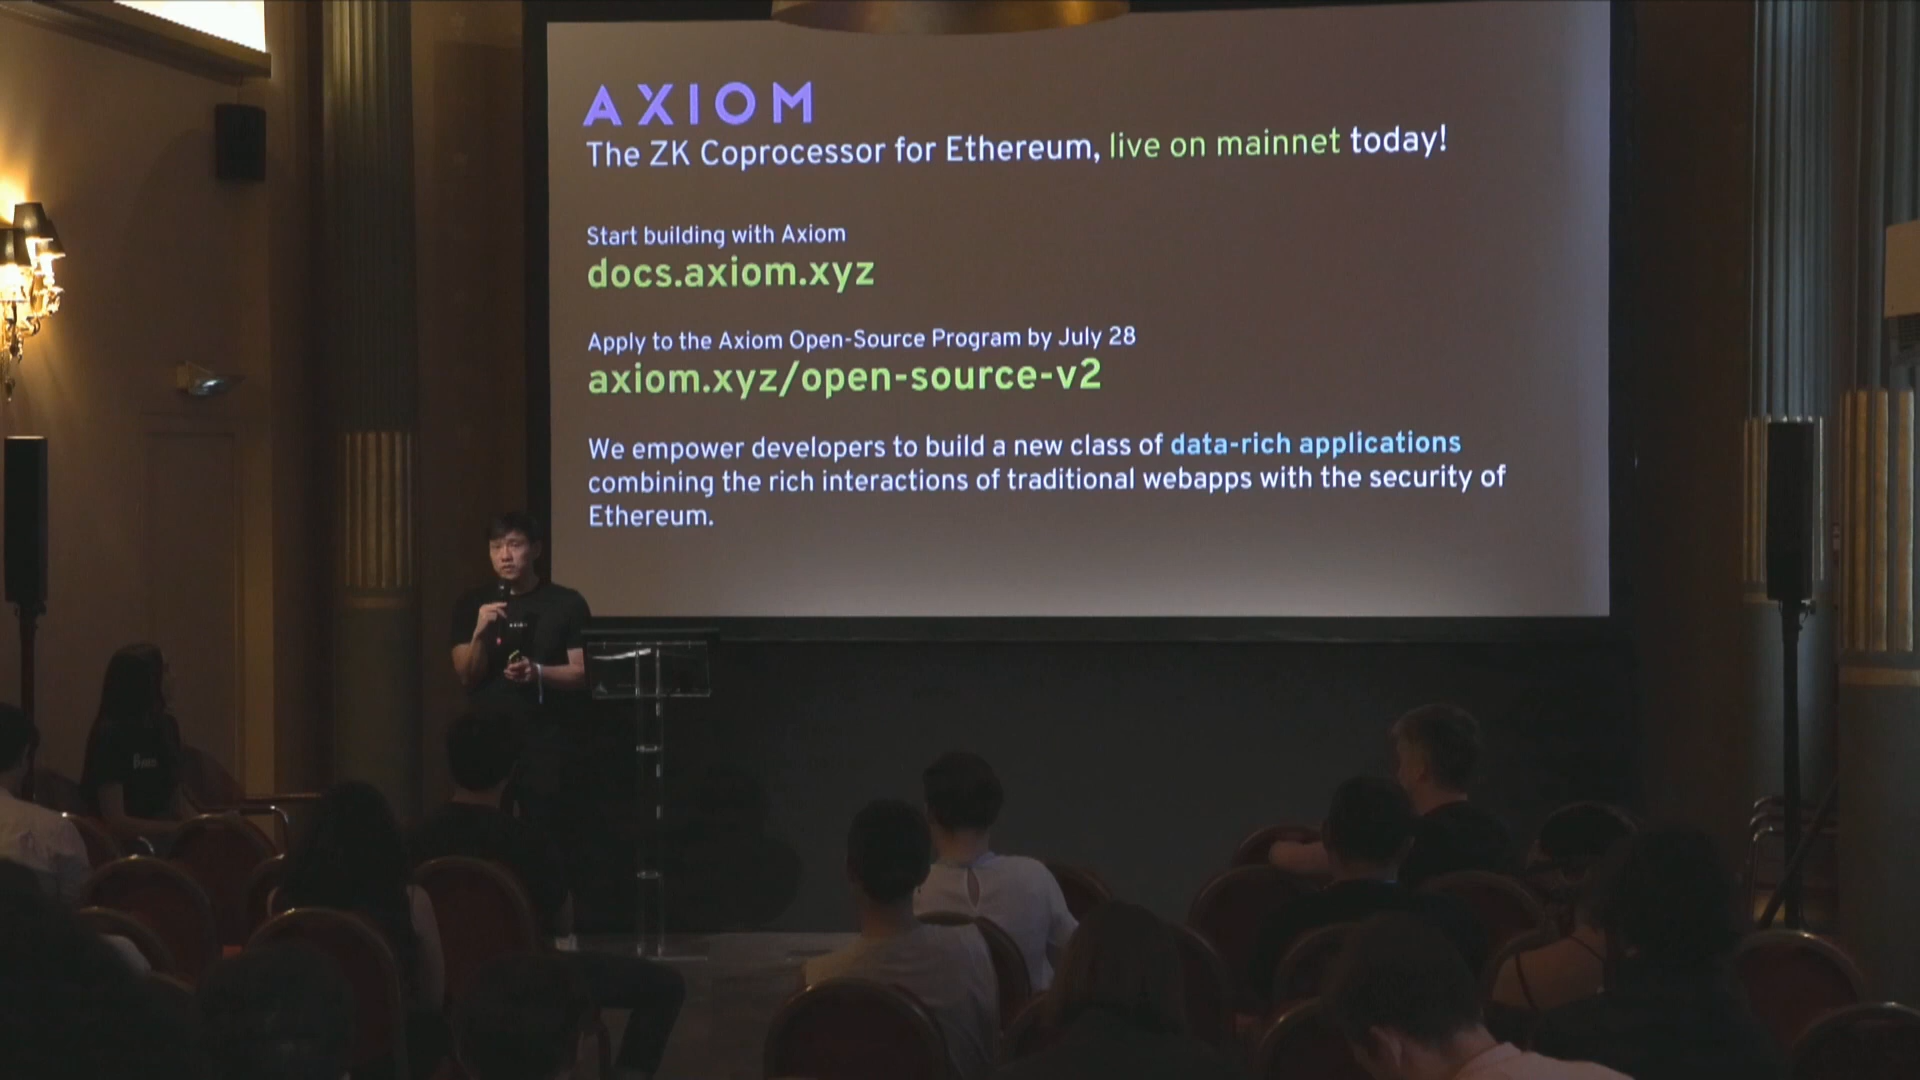 AXIOM
The ZK Coprocessor for Ethereum, live on mainnet today!
Start building with Axiom
docs.axiom.xyz
Apply to the Axiom Open-Source Program by July 28
axiom.xyz/open-source-v2
We empower developers to build a new class of data-rich applications
combining the rich interactions of traditional webapps with the security of
Ethereum.
AXIOM